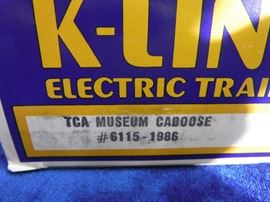 K-LIN
ELECTRIC TRAI
TCA MUSEUM CABOOSE
#6115-1986